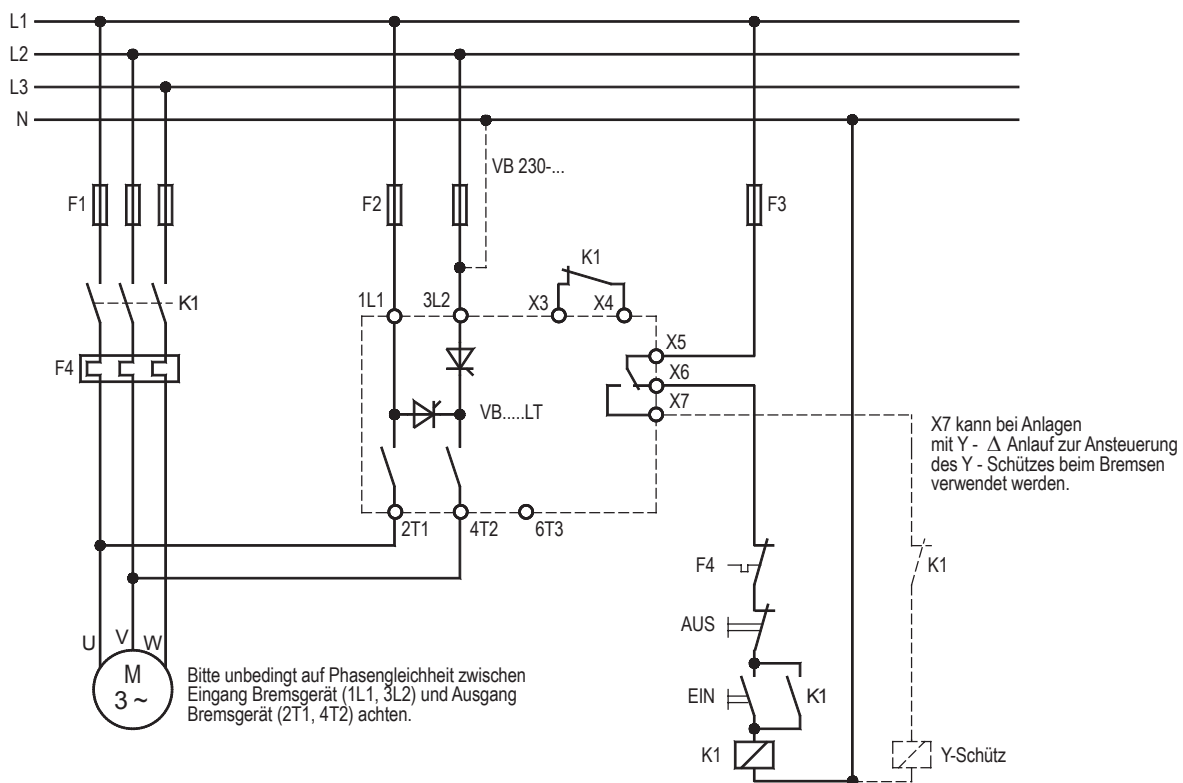 L1
L2
L3
N
VB 230-...
F1
F2
F3
K1
K1
1L1
3L2
X3
X4
F4
X5
X6
X7
VB.....LT
X7 kann bei Anlagen
mit Y - Δ Anlauf zur Ansteuerung
des Y - Schützes beim Bremsen
verwendet werden.
2T1
4T2
6T3
F4
K1
AUS
U
V
W
M
3 ~
Bitte unbedingt auf Phasengleichheit zwischen
Eingang Bremsgerät (1L1, 3L2) und Ausgang
Bremsgerät (2T1, 4T2) achten.
EIN
K1
K1
Y-Schütz